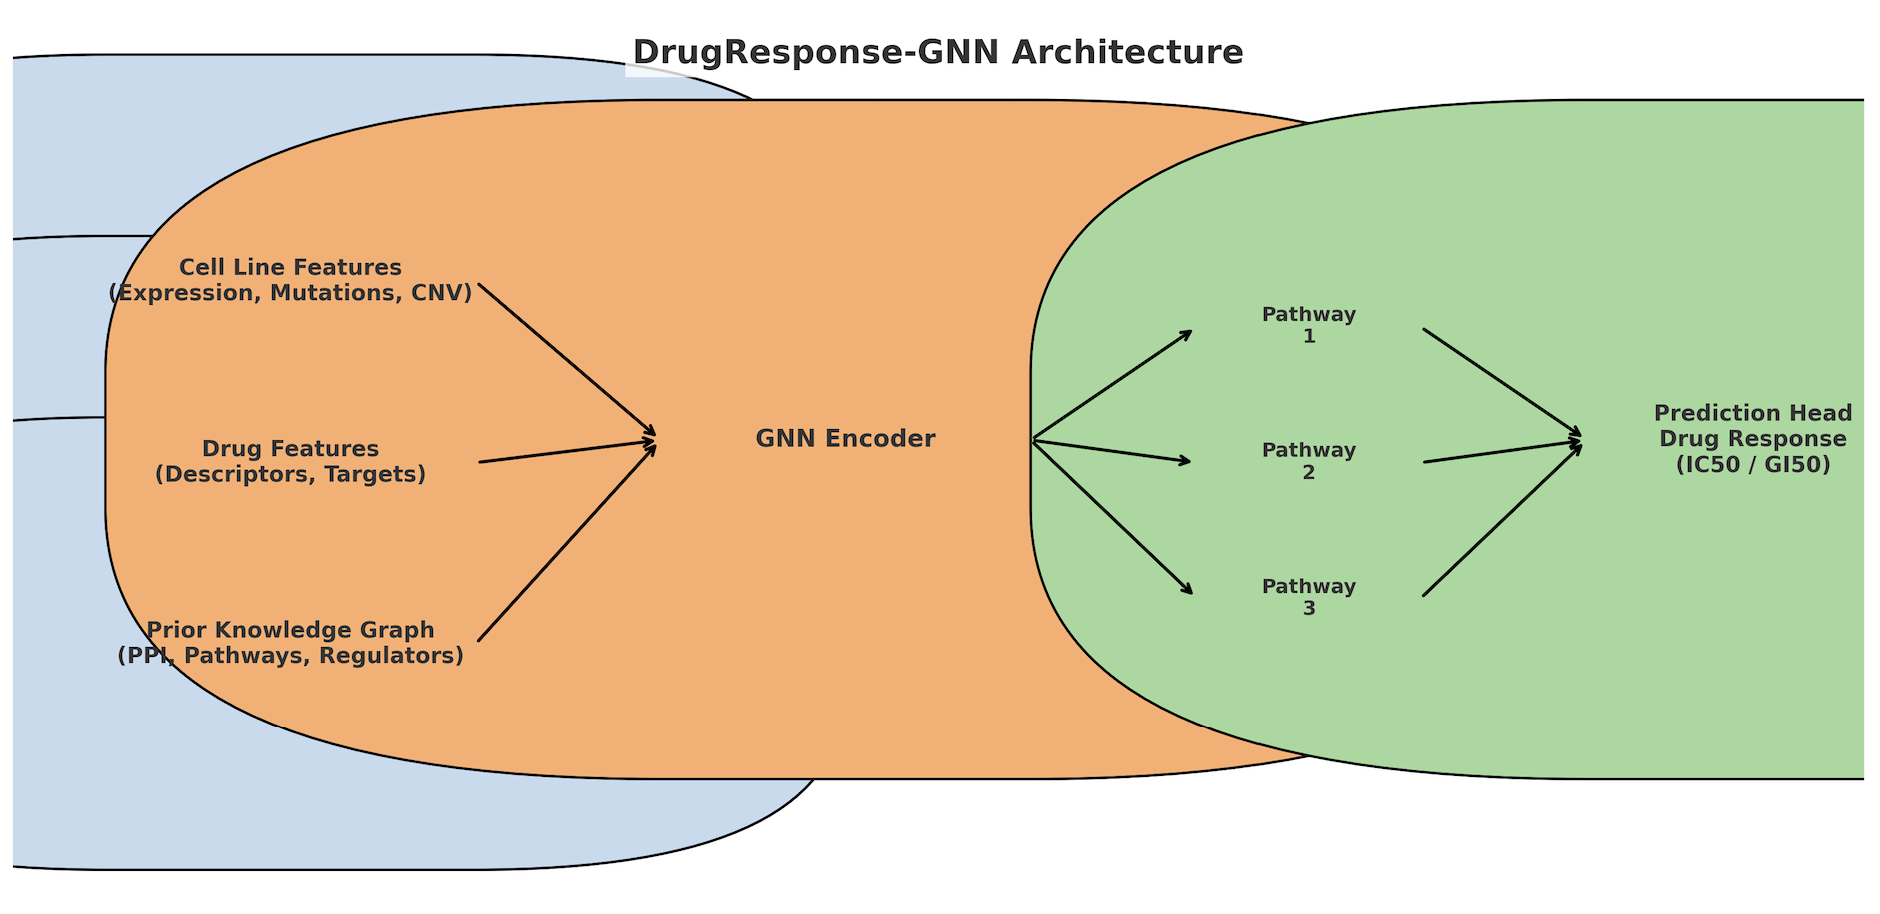 DrugResponse-GNN Architecture
Cell Line Features
(Expression, Mutations, CNV)
Drug Features
(Descriptors, Targets)
Prior Knowledge Graph
(PPI, Pathways, Regulators)
GNN Encoder
Pathway
1
Pathway
2
Pathway
3
Prediction Head
Drug Response
(IC50 / GI50)